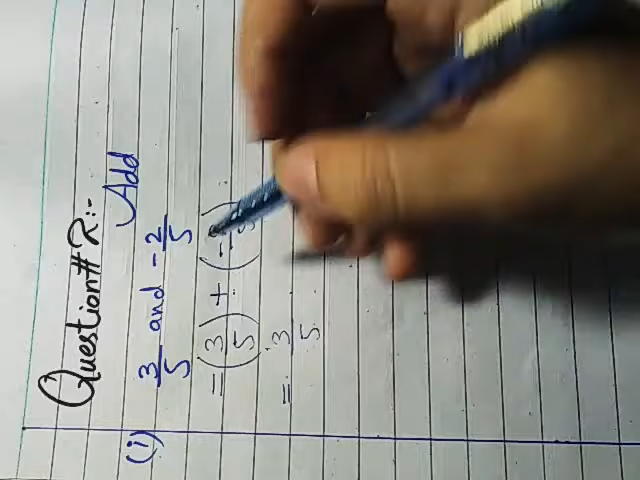 Question# 2:-
Add
(i) 3/5 and -2/5
= (3/5) + (-
= 3/5